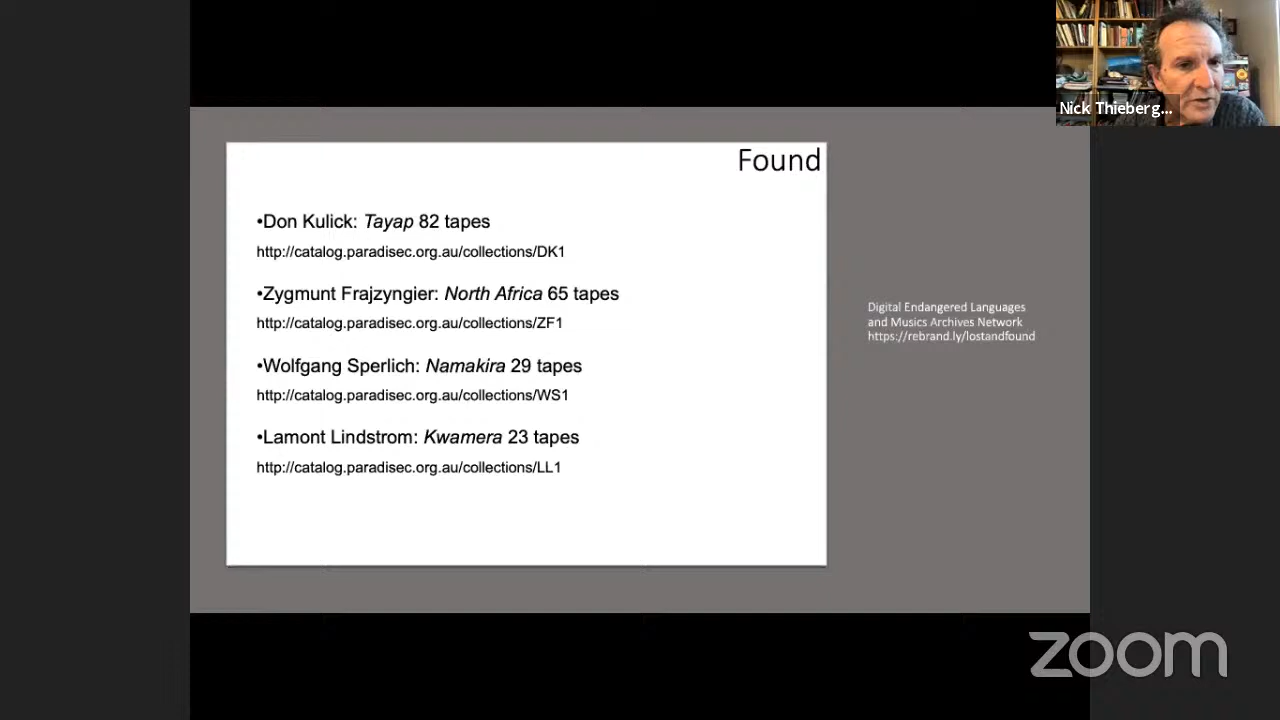 Nick Thieberg...
Found
•Don Kulick: Tayap 82 tapes
http://catalog.paradisec.org.au/collections/DK1
•Zygmunt Frajzyngier: North Africa 65 tapes
http://catalog.paradisec.org.au/collections/ZF1
•Wolfgang Sperlich: Namakira 29 tapes
http://catalog.paradisec.org.au/collections/WS1
•Lamont Lindstrom: Kwamera 23 tapes
http://catalog.paradisec.org.au/collections/LL1
Digital Endangered Languages
and Musics Archives Network
https://rebrand.ly/lostandfound
zoom